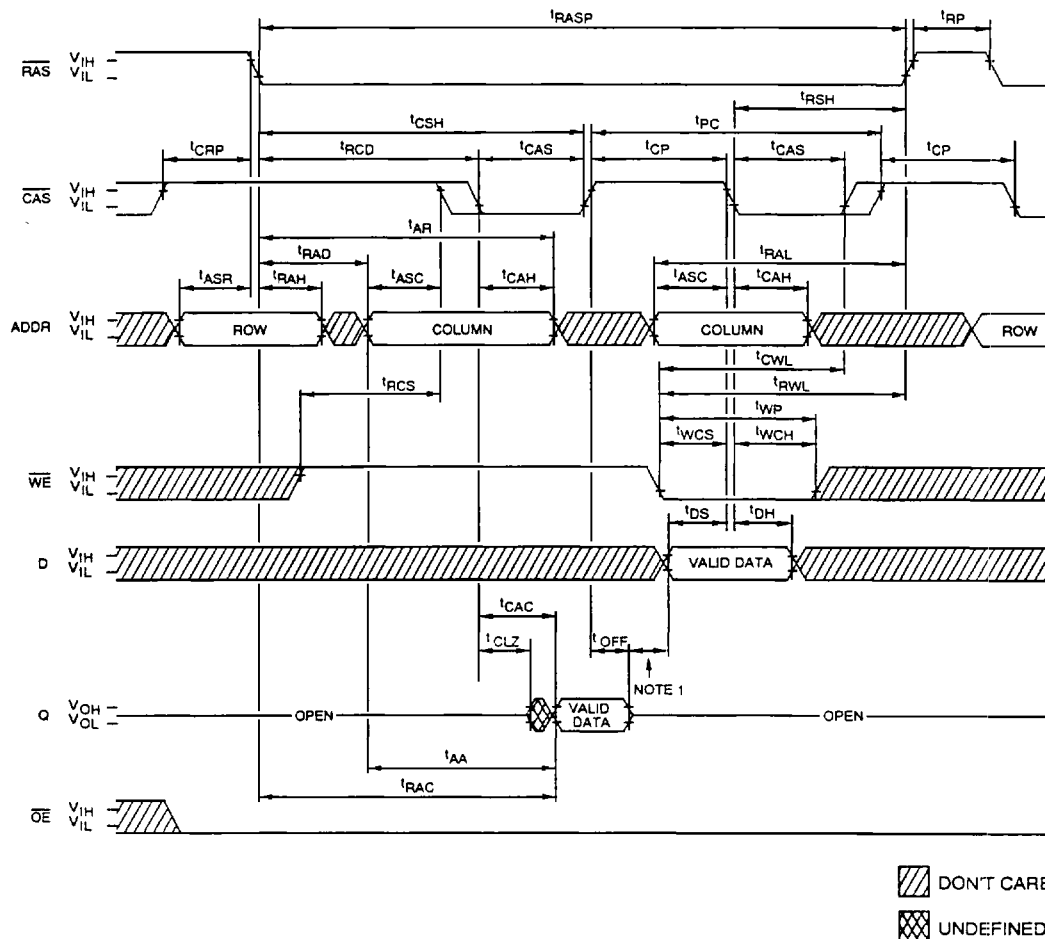 tRASP
tRP
RAS VIH
VIL
tRSH
tCSH
tPC
tCRP
tRCD
tCAS
tCP
tCAS
tCP
CAS VIH
VIL
tAR
tRAD
tRAL
tASR
tRAH
tASC
tCAH
tASC
tCAH
ADDR VIH
VIL
ROW
COLUMN
COLUMN
ROW
tCWL
tRCS
tRWL
tWP
tWCS
tWCH
WE VIH
VIL
tDS
tDH
D VIH
VIL
VALID DATA
tCAC
tCLZ
tOFF
NOTE 1
Q VOH
VOL
OPEN
VALID
DATA
OPEN
tAA
tRAC
OE VIH
VIL
DON'T CARE
UNDEFINED